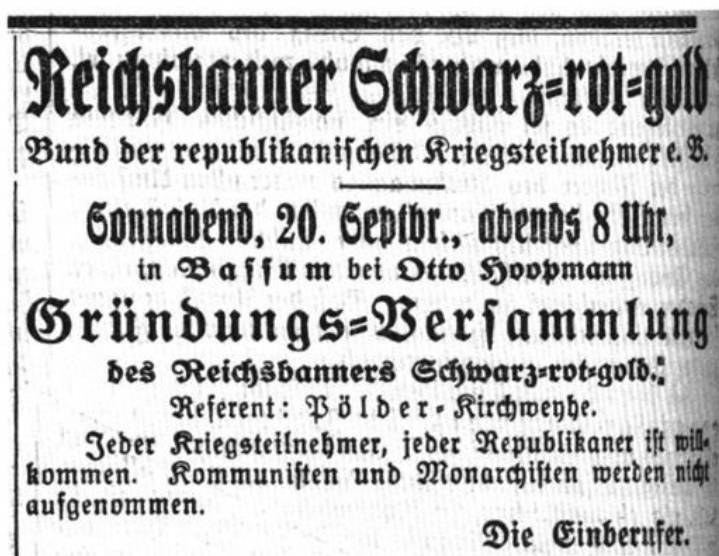 Reichsbanner Schwarz=rot=gold
Bund der republikanischen Kriegsteilnehmer e. V.
Sonnabend, 20. Septbr., abends 8 Uhr,
in Bassum bei Otto Hoopmann
Gründungs=Versammlung
des Reichsbanners Schwarz=rot=gold.
Referent: Pölder=Kirchweyhe.
Jeder Kriegsteilnehmer, jeder Republikaner ist will=
kommen. Kommunisten und Monarchisten werden nicht
aufgenommen.
Die Einberufer.